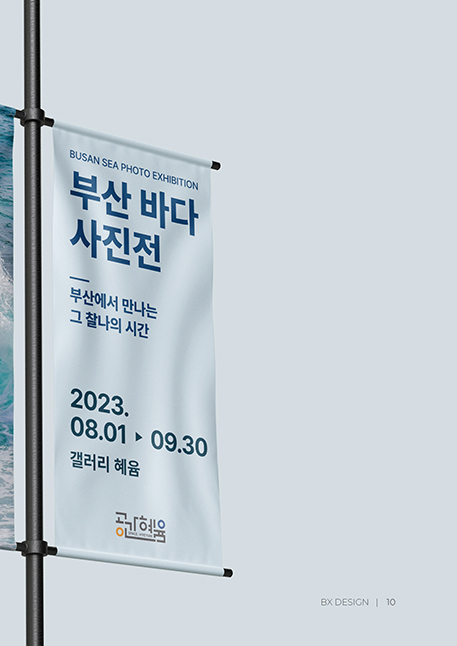 BUSAN SEA PHOTO EXHIBITION
부산 바다
사진전
부산에서 만나는
그 찰나의 시간
2023.
08.01 ▶ 09.30
갤러리 혜윰
공간혜윰
BX DESIGN | 10